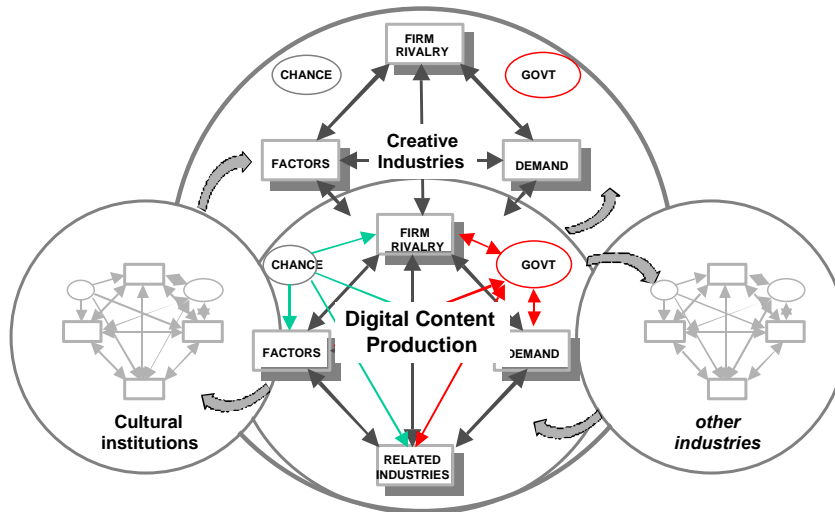 FIRM
RIVALRY
CHANCE
GOVT
Creative
Industries
FACTORS
DEMAND
FIRM
RIVALRY
CHANCE
GOVT
Digital Content
Production
FACTORS
DEMAND
Cultural
institutions
other
industries
RELATED
INDUSTRIES